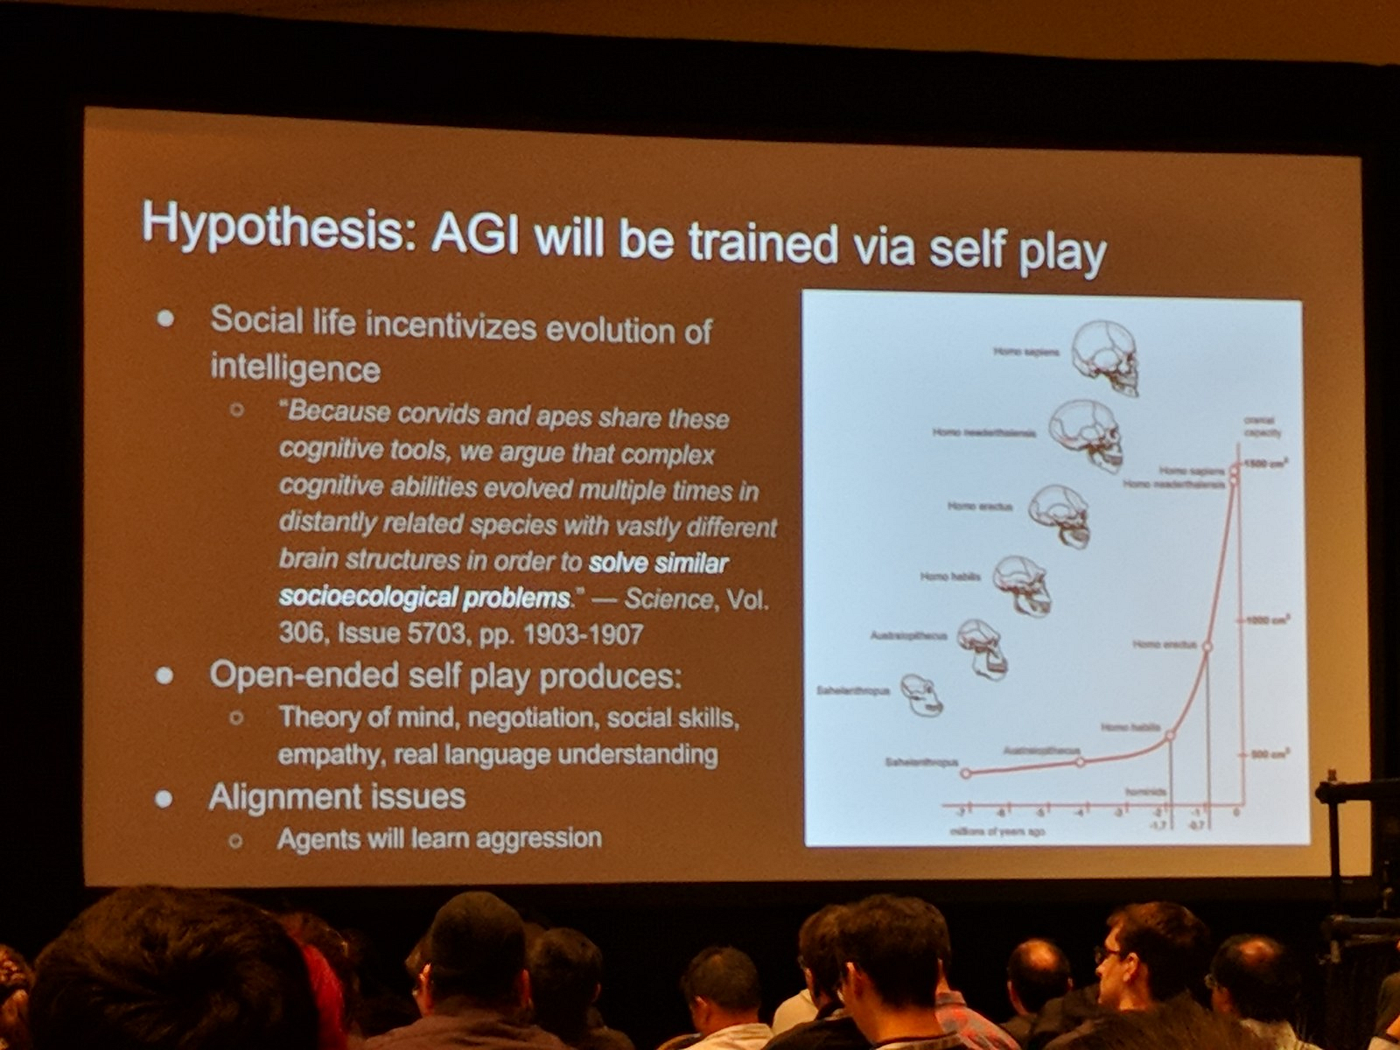 Hypothesis: AGI will be trained via self play
● Social life incentivizes evolution of
intelligence
○ “Because corvids and apes share these
cognitive tools, we argue that complex
cognitive abilities evolved multiple times in
distantly related species with vastly different
brain structures in order to solve similar
socioecological problems.” — Science, Vol.
306, Issue 5703, pp. 1903-1907
● Open-ended self play produces:
○ Theory of mind, negotiation, social skills,
empathy, real language understanding
● Alignment issues
○ Agents will learn aggression
Homo sapiens
Homo neaderthalensis
Homo erectus
Homo habilis
Australopithecus
Sahelanthropus
cranial
capacity
1500 cm³
Homo sapiens
Homo neaderthalensis
1000 cm³
Homo erectus
Homo habilis
500 cm³
Australopithecus
Sahelanthropus
hominids
-7 -6 -5 -4 -3 -2 -1 0
-1,7 -0,7
millions of years ago